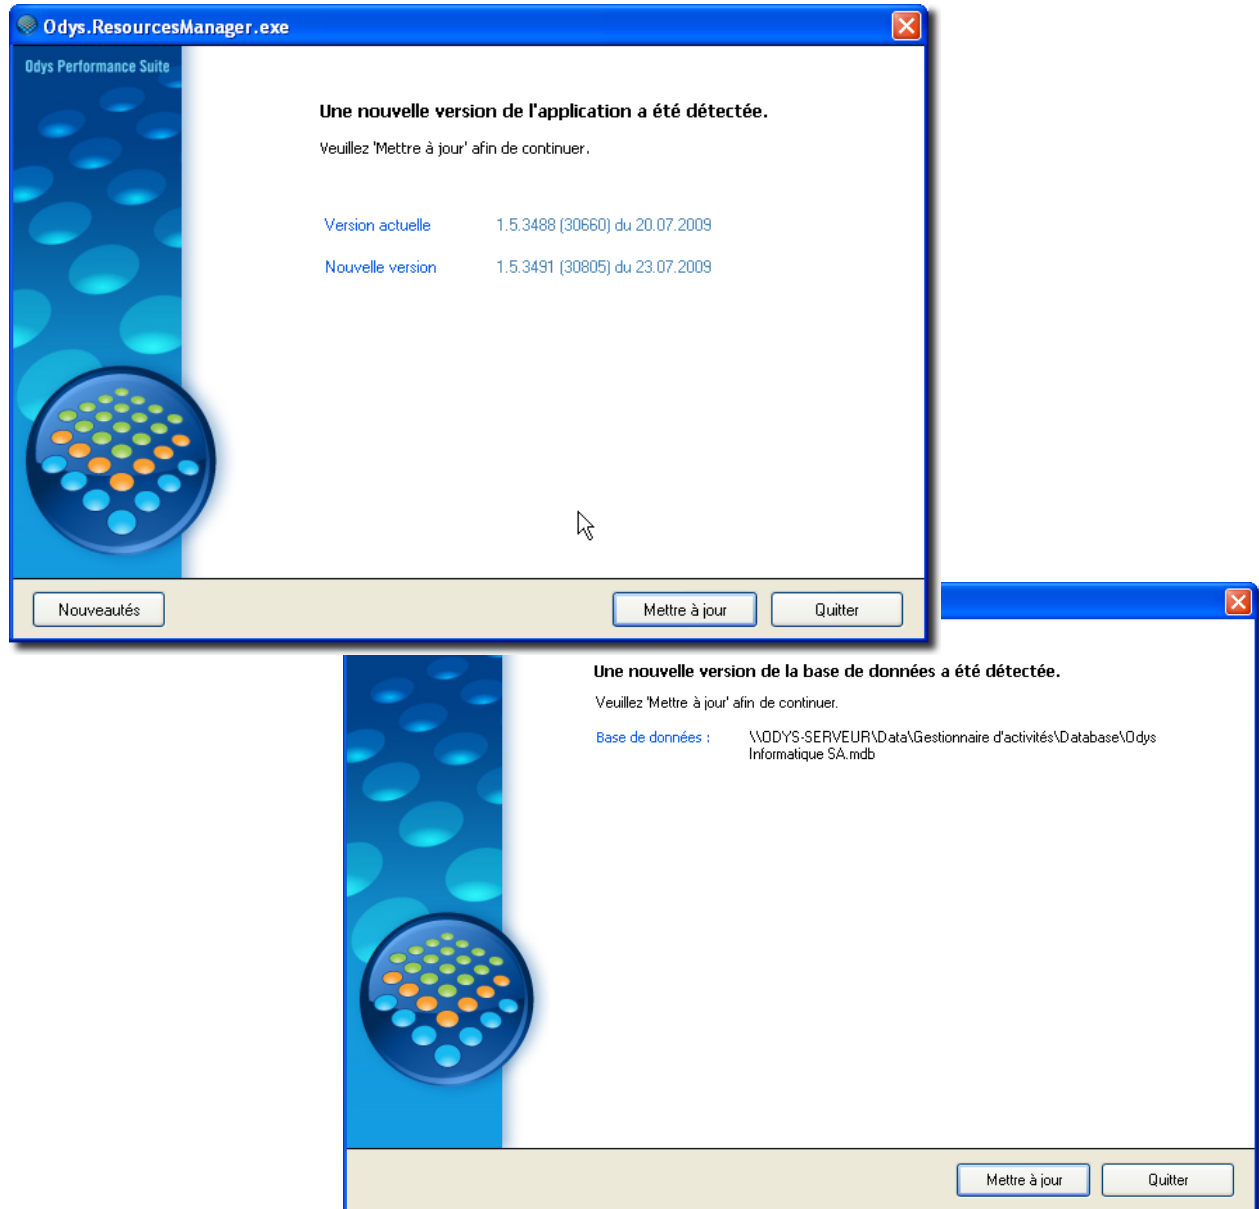 Odys.ResourcesManager.exe
Odys Performance Suite
Une nouvelle version de l'application a été détectée.
Veuillez 'Mettre à jour' afin de continuer.
Version actuelle 1.5.3488 (30660) du 20.07.2009
Nouvelle version 1.5.3491 (30805) du 23.07.2009
Nouveautés Mettre à jour Quitter
Une nouvelle version de la base de données a été détectée.
Veuillez 'Mettre à jour' afin de continuer.
Base de données : \\ODYS-SERVEUR\Data\Gestionnaire d'activités\Database\Odys
Informatique SA.mdb
Mettre à jour Quitter